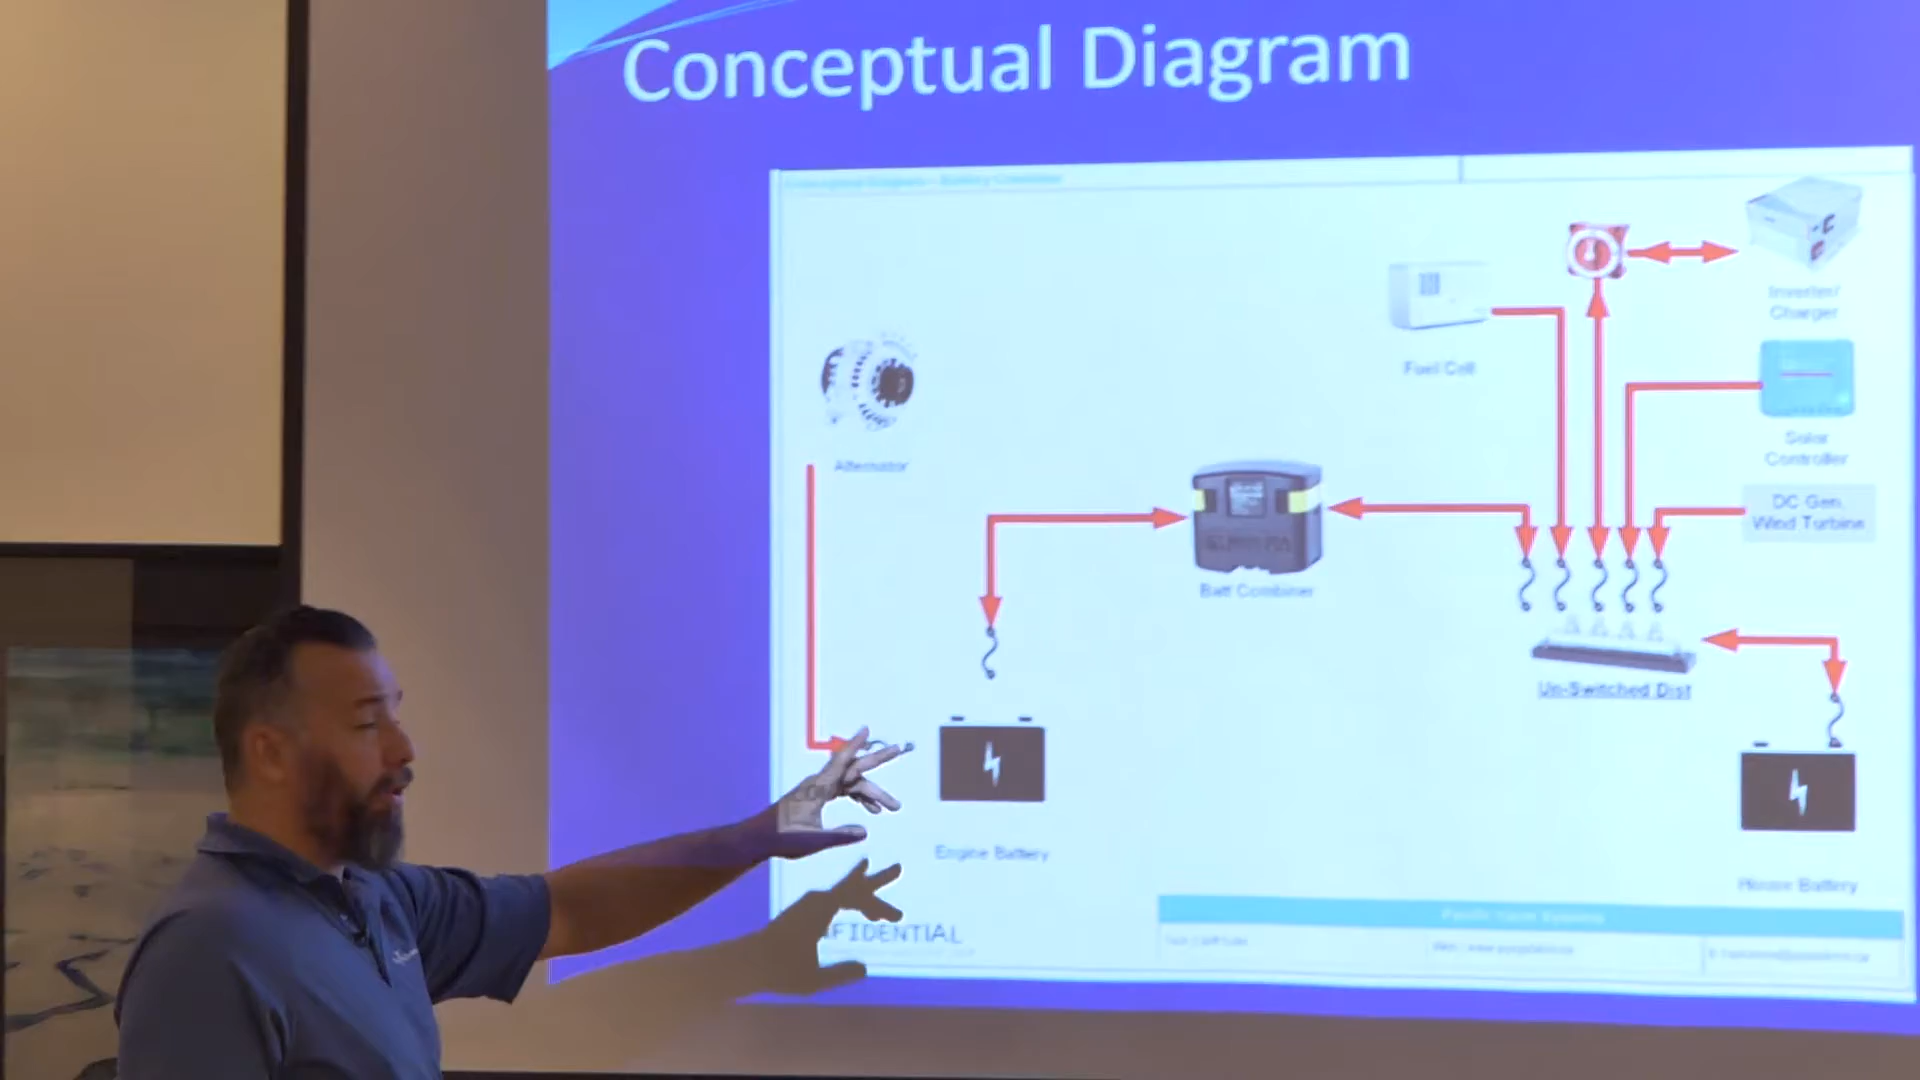 Conceptual Diagram
Inverter/
Charger
Fuel Cell
Solar
Controller
Alternator
DC Gen,
Wind Turbine
Batt Combiner
Un-Switched Dist
Engine Battery
House Battery
FIDENTIAL